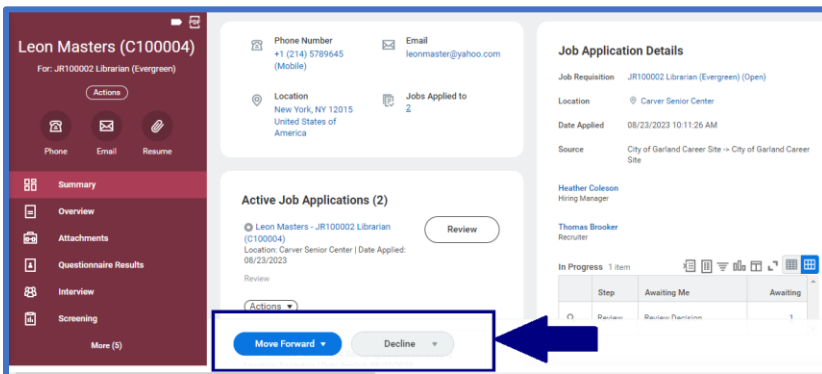 Leon Masters (C100004)
For: JR100002 Librarian (Evergreen)
Actions
Phone
Email
Resume
Summary
Overview
Attachments
Questionnaire Results
Interview
Screening
More (5)
Phone Number
+1 (214) 5789645
(Mobile)
Email
leonmaster@yahoo.com
Location
New York, NY 12015
United States of
America
Jobs Applied to
2
Active Job Applications (2)
Leon Masters - JR100002 Librarian
(C100004)
Location: Carver Senior Center | Date Applied:
08/23/2023
Review
Review
Actions
Move Forward
Decline
Job Application Details
Job Requisition JR100002 Librarian (Evergreen) (Open)
Location Carver Senior Center
Date Applied 08/23/2023 10:11:26 AM
Source City of Garland Career Site -> City of Garland Career
Site
Heather Coleson
Hiring Manager
Thomas Brooker
Recruiter
In Progress 1 item
Step Awaiting Me Awaiting
Review Review Decision 1